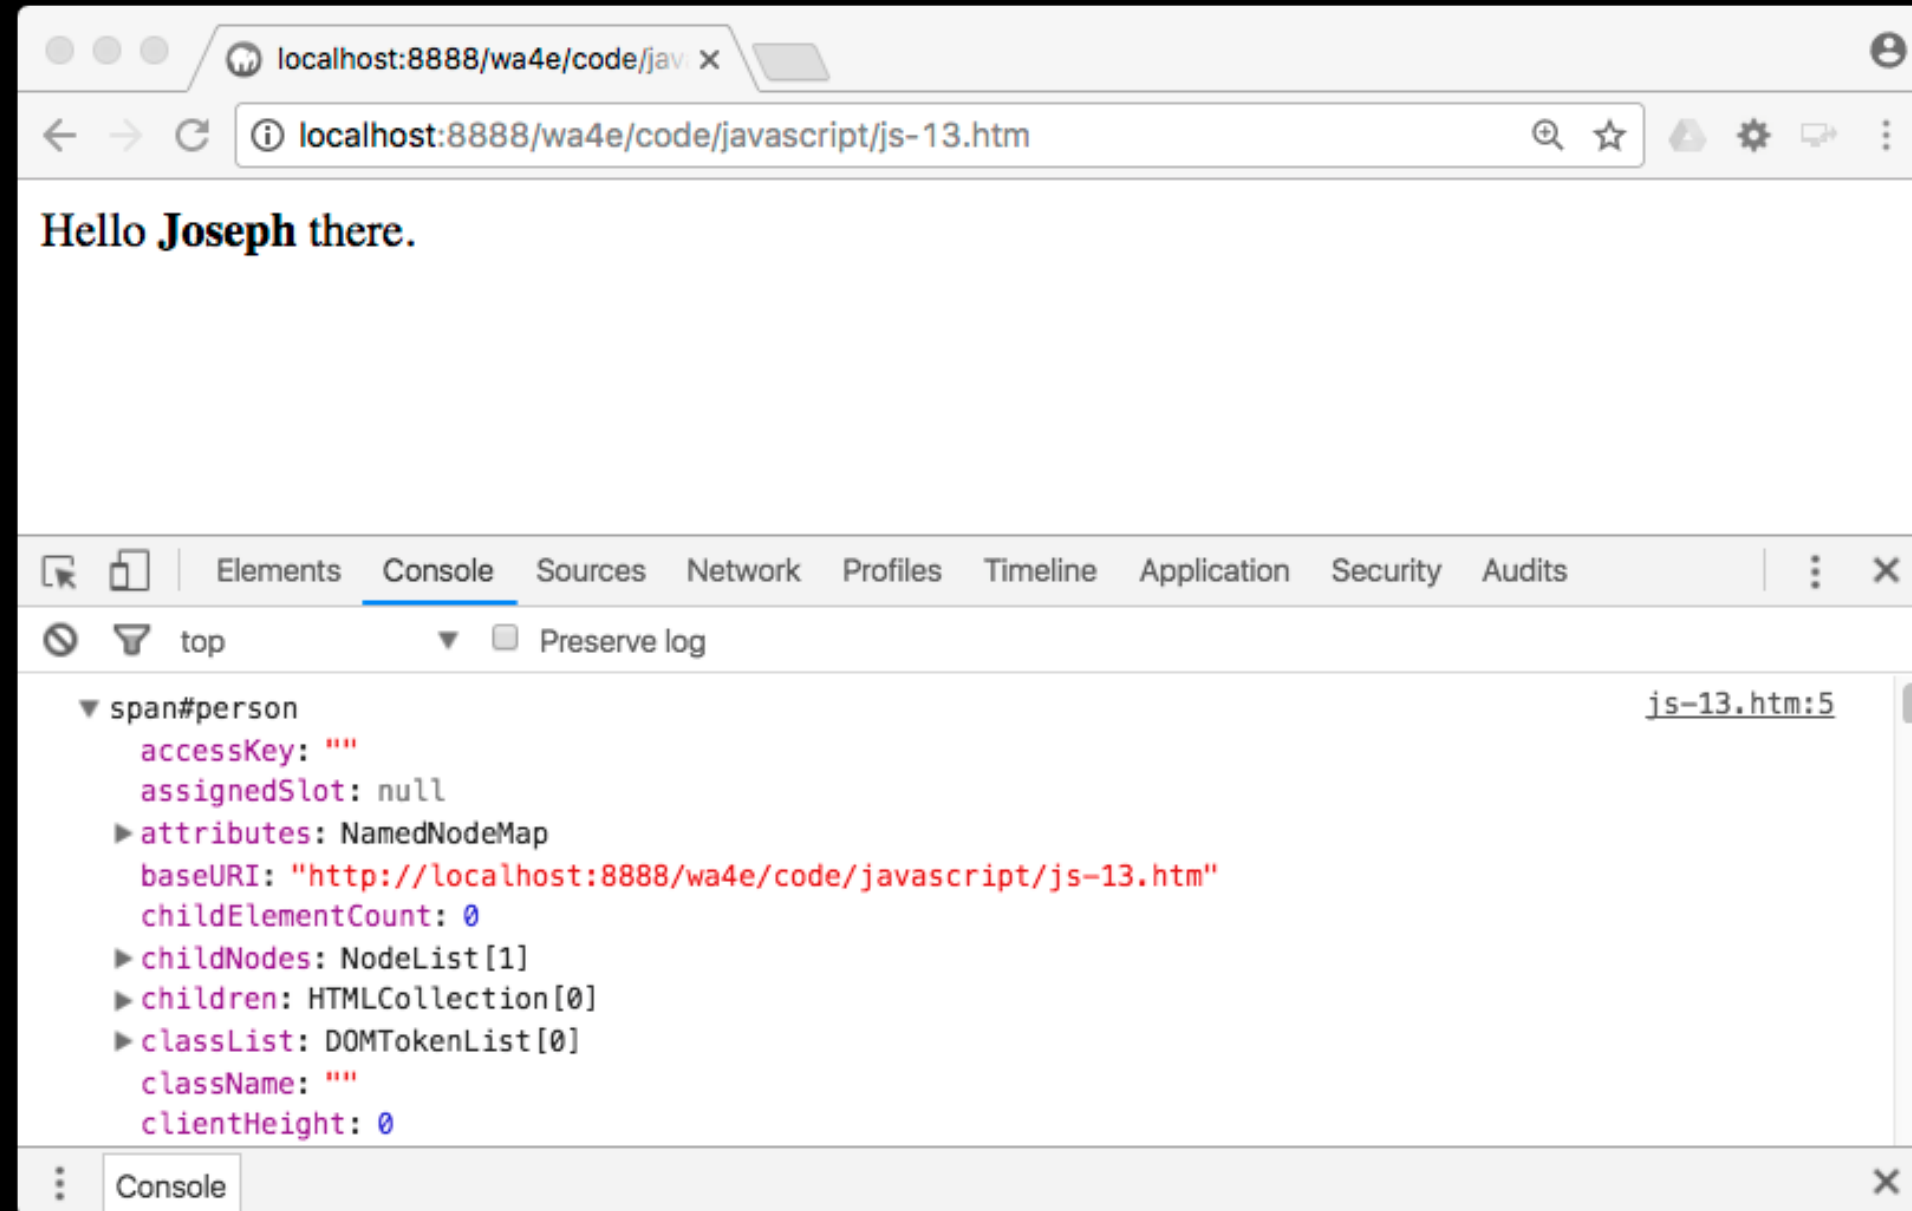 localhost:8888/wa4e/code/jav
localhost:8888/wa4e/code/javascript/js-13.htm
Hello Joseph there.
Elements Console Sources Network Profiles Timeline Application Security Audits
top Preserve log
span#person js-13.htm:5
accessKey: ""
assignedSlot: null
attributes: NamedNodeMap
baseURI: "http://localhost:8888/wa4e/code/javascript/js-13.htm"
childElementCount: 0
childNodes: NodeList[1]
children: HTMLCollection[0]
classList: DOMTokenList[0]
className: ""
clientHeight: 0
Console